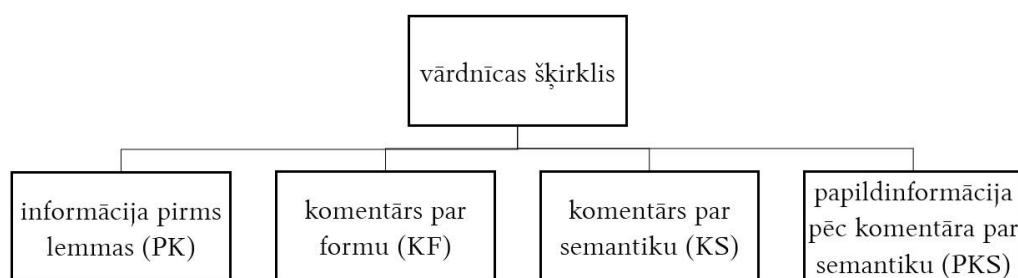 vārdnīcas šķirklis
informācija pirms
lemmas (PK)
komentārs par
formu (KF)
komentārs par
semantiku (KS)
papildinformācija
pēc komentāra par
semantiku (PKS)